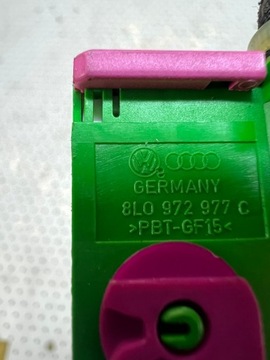 GERMANY
8L0 972 977 C
>PBT-GF15<